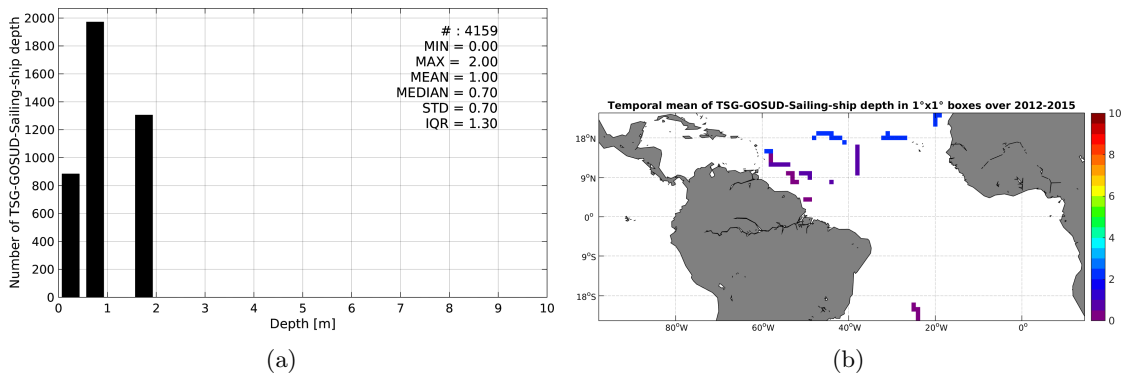 Number of TSG-GOSUD-Sailing-ship depth
2000
1800
1600
1400
1200
1000
800
600
400
200
0
# : 4159
MIN = 0.00
MAX = 2.00
MEAN = 1.00
MEDIAN = 0.70
STD = 0.70
IQR = 1.30
0 1 2 3 4 5 6 7 8 9 10
Depth [m]
(a)
Temporal mean of TSG-GOSUD-Sailing-ship depth in 1°x1° boxes over 2012-2015
18°N
9°N
0°
9°S
18°S
80°W 60°W 40°W 20°W 0°
10
8
6
4
2
0
(b)